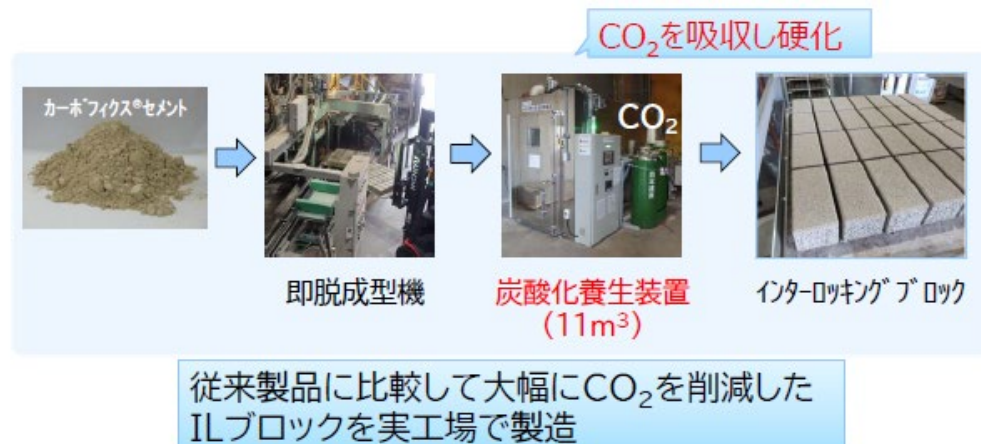 CO₂を吸収し硬化
カーボフィクス®セメント
CO₂
即脱成型機
炭酸化養生装置
(11m³)
インターロッキングブロック
従来製品に比較して大幅にCO₂を削減した
ILブロックを実工場で製造